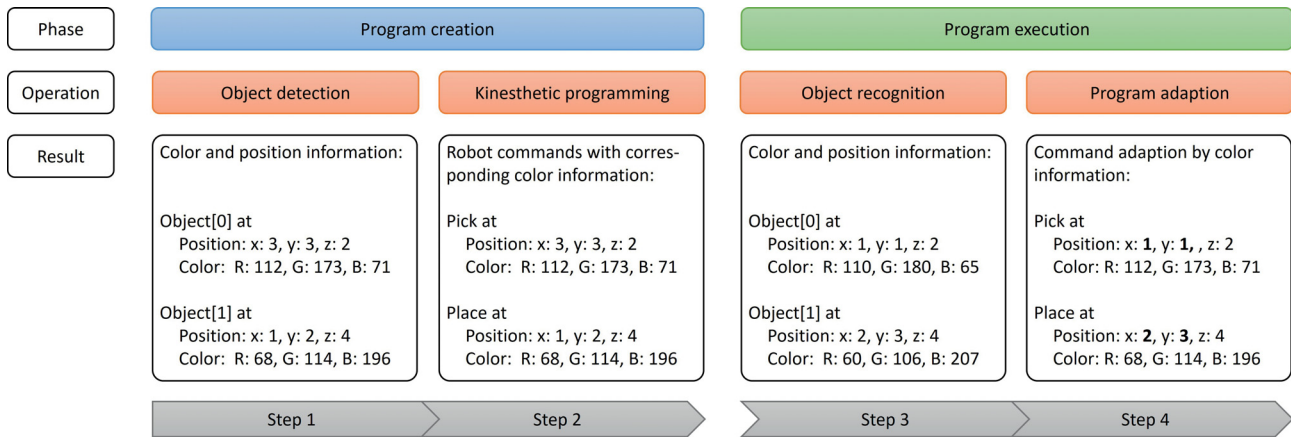 Phase
Program creation
Program execution
Operation
Object detection
Kinesthetic programming
Object recognition
Program adaption
Result
Color and position information:
Object[0] at
Position: x: 3, y: 3, z: 2
Color: R: 112, G: 173, B: 71
Object[1] at
Position: x: 1, y: 2, z: 4
Color: R: 68, G: 114, B: 196
Robot commands with corres-
ponding color information:
Pick at
Position: x: 3, y: 3, z: 2
Color: R: 112, G: 173, B: 71
Place at
Position: x: 1, y: 2, z: 4
Color: R: 68, G: 114, B: 196
Color and position information:
Object[0] at
Position: x: 1, y: 1, z: 2
Color: R: 110, G: 180, B: 65
Object[1] at
Position: x: 2, y: 3, z: 4
Color: R: 60, G: 106, B: 207
Command adaption by color
information:
Pick at
Position: x: 1, y: 1, , z: 2
Color: R: 112, G: 173, B: 71
Place at
Position: x: 2, y: 3, z: 4
Color: R: 68, G: 114, B: 196
Step 1
Step 2
Step 3
Step 4